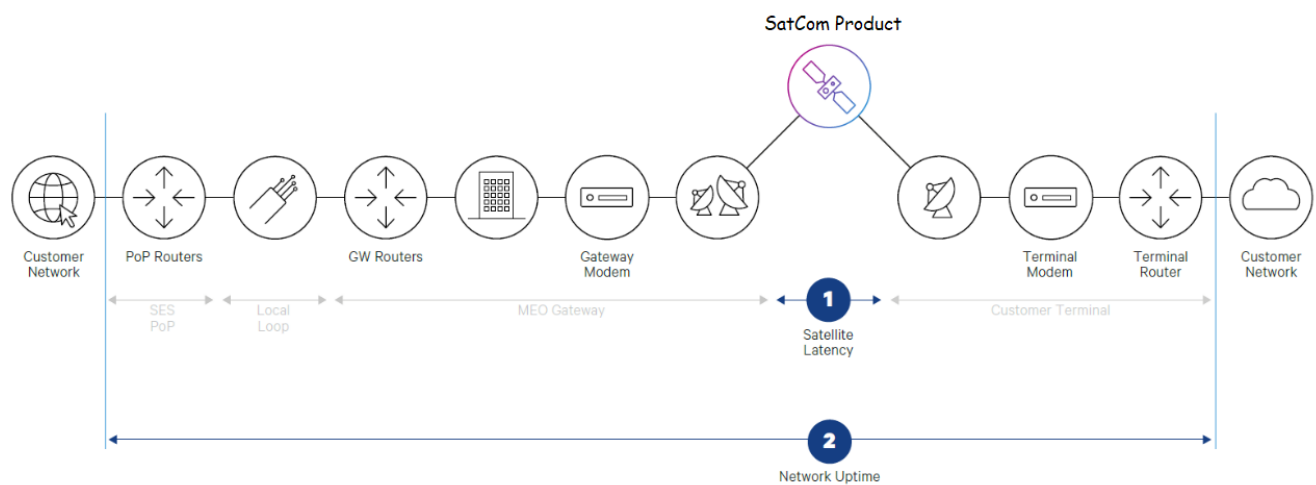 SatCom Product
Customer
Network
PoP Routers
GW Routers
Gateway
Modem
Terminal
Modem
Terminal
Router
Customer
Network
SES
PoP
Local
Loop
MEO Gateway
1
Satellite
Latency
Customer Terminal
2
Network Uptime